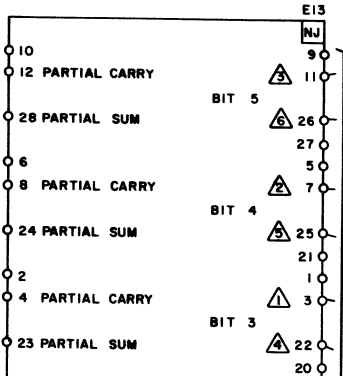 E13
NJ
10 9
12 PARTIAL CARRY 3 11
BIT 5
28 PARTIAL SUM 6 26
27
6 5
8 PARTIAL CARRY 2 7
BIT 4
24 PARTIAL SUM 5 25
21
2 1
4 PARTIAL CARRY 1 3
BIT 3
23 PARTIAL SUM 4 22
20